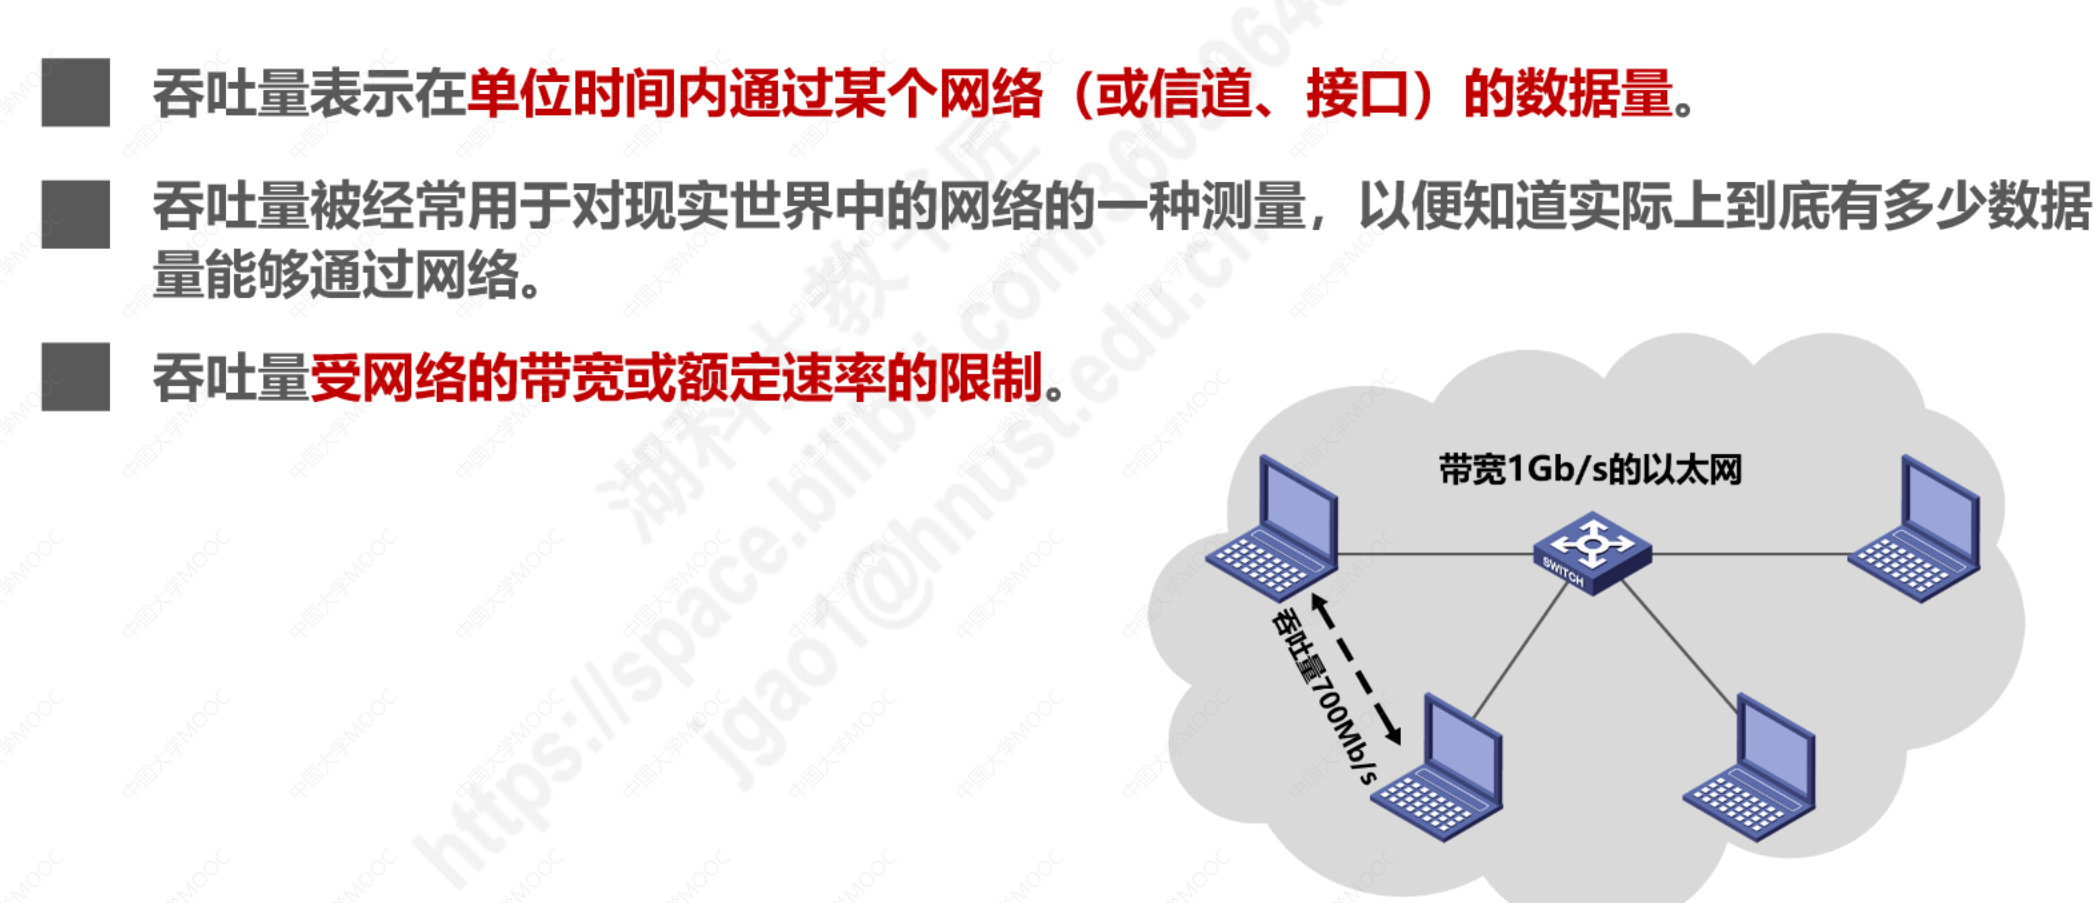 吞吐量表示在单位时间内通过某个网络（或信道、接口）的数据量。
吞吐量被经常用于对现实世界中的网络的一种测量，以便知道实际上到底有多少数据
量能够通过网络。
吞吐量受网络的带宽或额定速率的限制。
带宽1Gb/s的以太网
SWITCH
吞吐量700Mb/s
湖科大教书匠
jgao1@hnust.edu.cn
中国大学MOOC